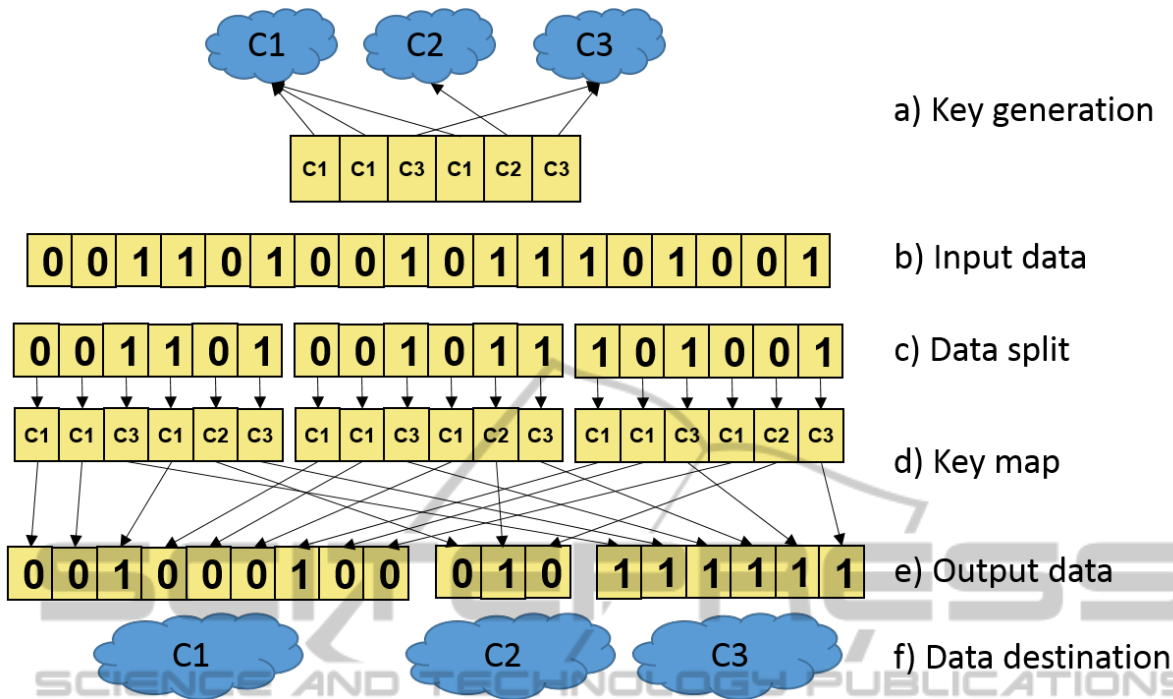 C1 C2 C3
a) Key generation
C1 C1 C3 C1 C2 C3
0 0 1 1 0 1 0 0 1 0 1 1 1 0 1 0 0 1
b) Input data
0 0 1 1 0 1 0 0 1 0 1 1 1 0 1 0 0 1
c) Data split
C1 C1 C3 C1 C2 C3 C1 C1 C3 C1 C2 C3 C1 C1 C3 C1 C2 C3
d) Key map
0 0 1 0 0 0 1 0 0 0 1 0 1 1 1 1 1 1
e) Output data
SCITEPRESS
C1 C2 C3
f) Data destination
SCIENCE AND TECHNOLOGY PUBLICATIONS